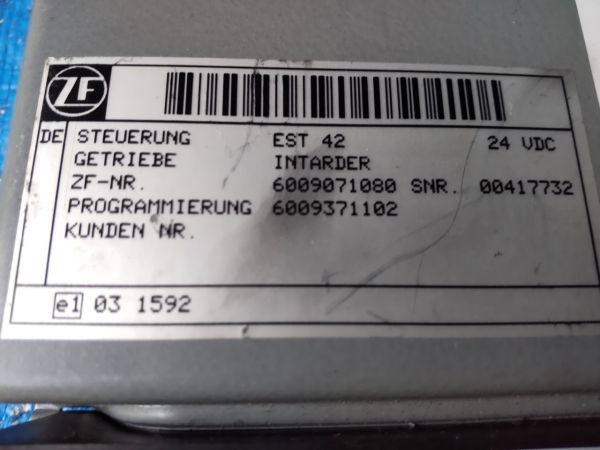 ZF
DE STEUERUNG EST 42 24 VDC
GETRIEBE INTARDER
ZF-NR. 6009071080 SNR. 00417732
PROGRAMMIERUNG 6009371102
KUNDEN NR.
e1 03 1592